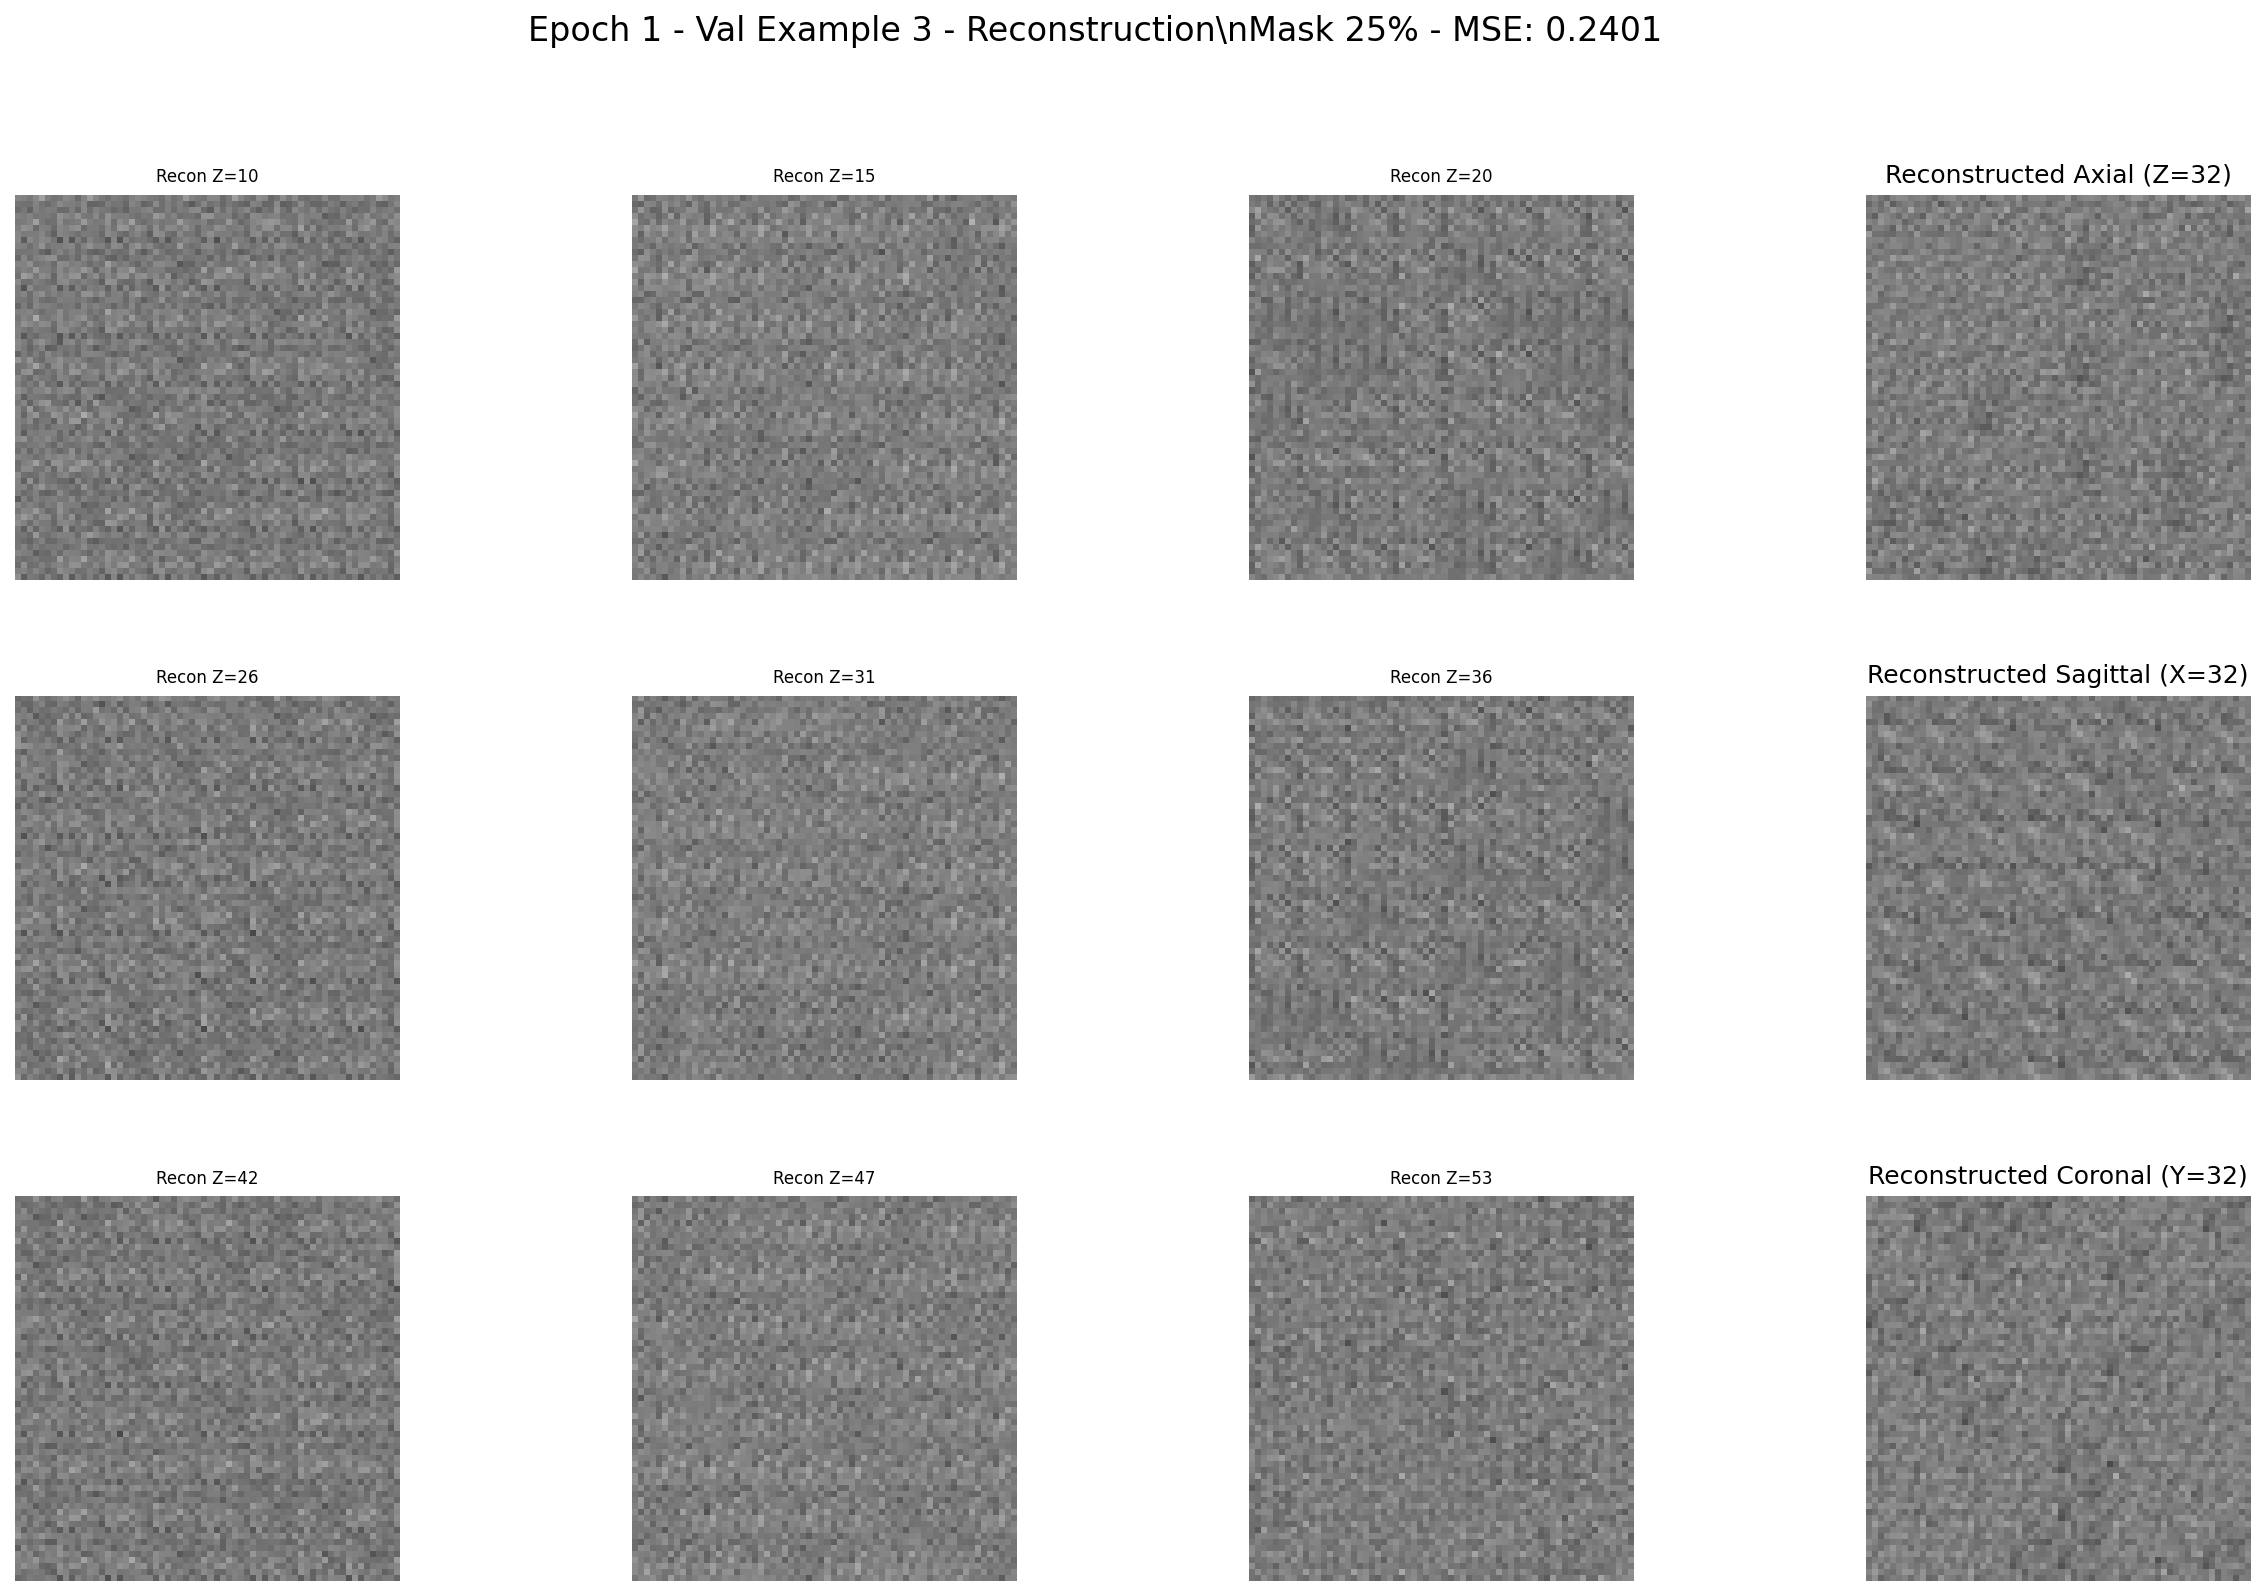 Epoch 1 - Val Example 3 - Reconstruction\nMask 25% - MSE: 0.2401
Recon Z=10
Recon Z=15
Recon Z=20
Reconstructed Axial (Z=32)
Recon Z=26
Recon Z=31
Recon Z=36
Reconstructed Sagittal (X=32)
Recon Z=42
Recon Z=47
Recon Z=53
Reconstructed Coronal (Y=32)